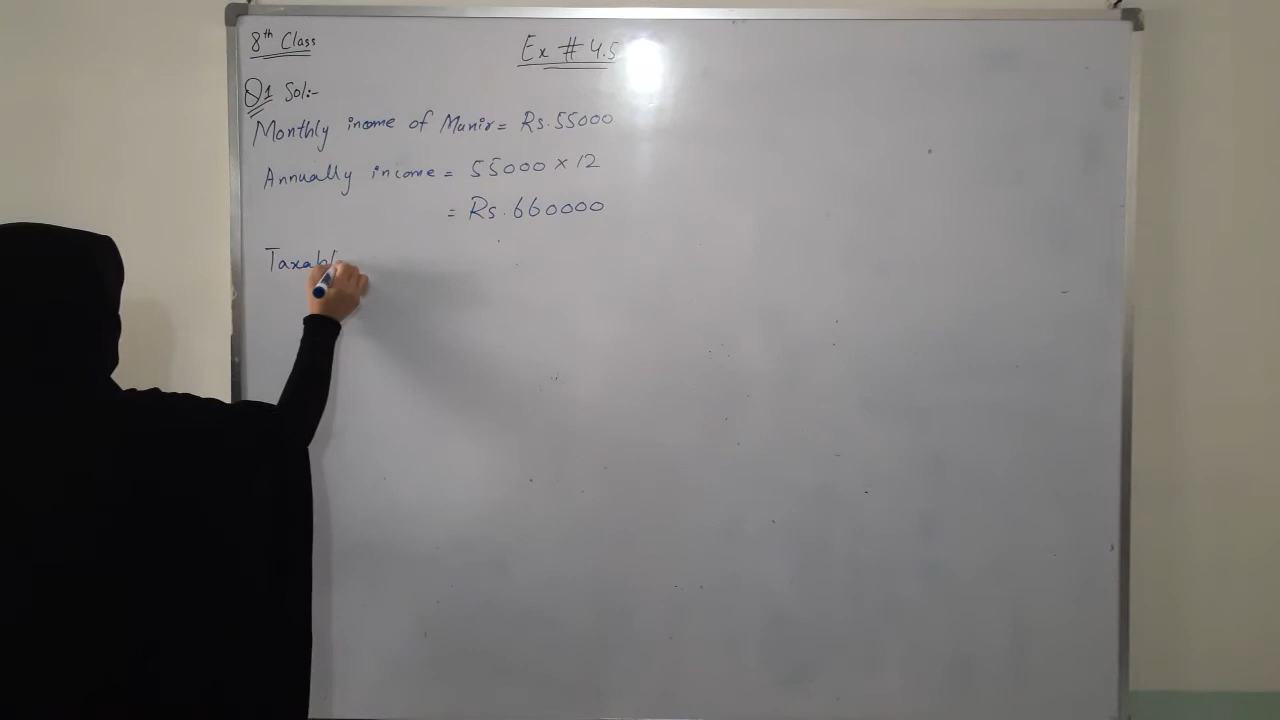 8th Class
Ex # 4.5
Q1 Sol:-
Monthly income of Munir = Rs. 55000
Annually income = 55000 × 12
= Rs. 660000
Taxabl